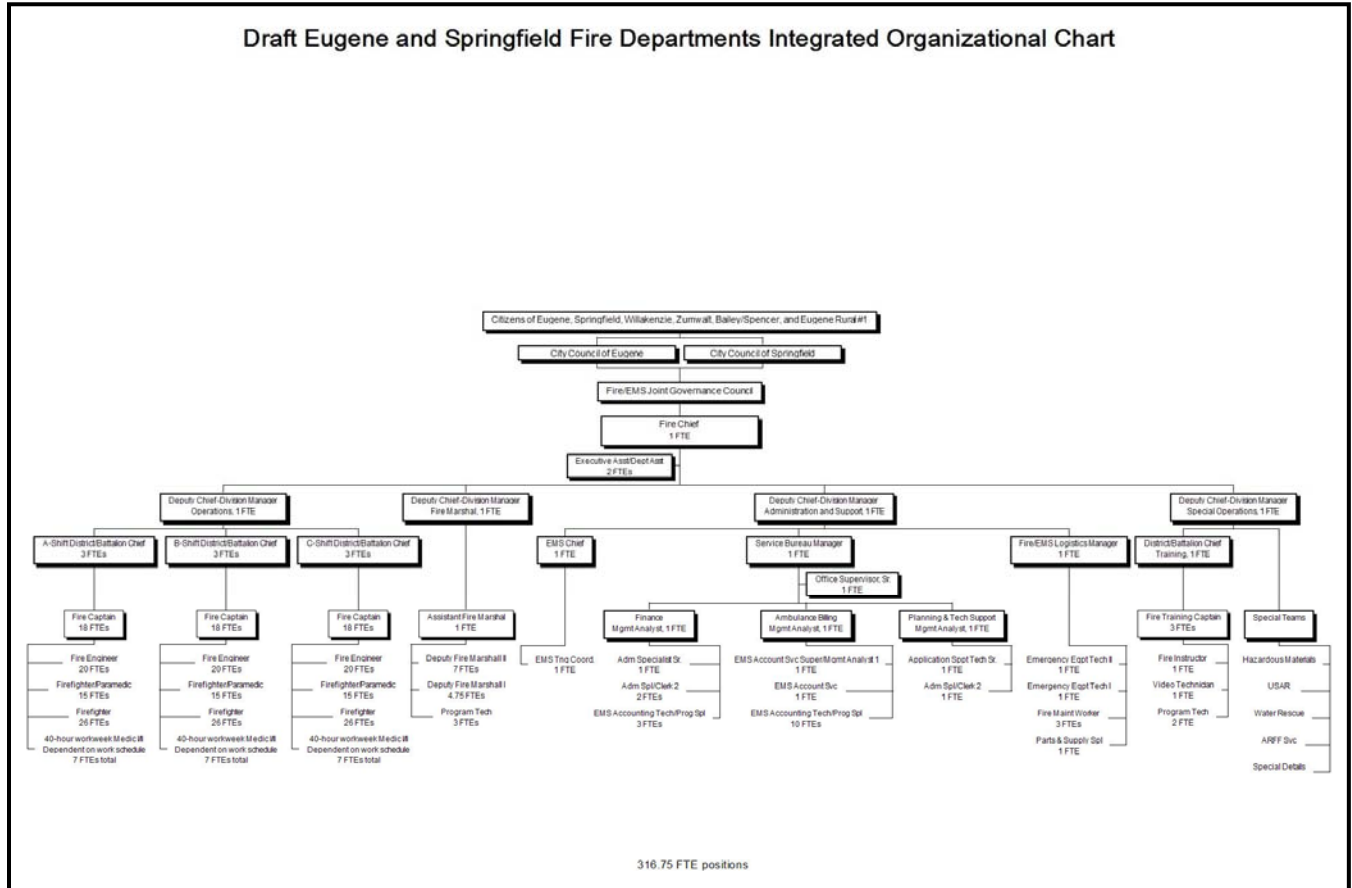 Draft Eugene and Springfield Fire Departments Integrated Organizational Chart
Citizens of Eugene, Springfield, Willakenzie, Zumwalt, Bailey/Spencer, and Eugene Rural #1
City Council of Eugene
City Council of Springfield
Fire/EMS Joint Governance Council
Fire Chief
1 FTE
Executive Asst/Dept Asst
2 FTEs
Deputy Chief-Division Manager
Operations, 1 FTE
Deputy Chief-Division Manager
Fire Marshal, 1 FTE
Deputy Chief-Division Manager
Administration and Support, 1 FTE
Deputy Chief-Division Manager
Special Operations, 1 FTE
A-Shift District/Battalion Chief
3 FTEs
B-Shift District/Battalion Chief
3 FTEs
C-Shift District/Battalion Chief
3 FTEs
EMS Chief
1 FTE
Service Bureau Manager
1 FTE
Fire/EMS Logistics Manager
1 FTE
District/Battalion Chief
Training, 1 FTE
Office Supervisor, Sr.
1 FTE
Fire Captain
18 FTEs
Fire Captain
18 FTEs
Fire Captain
18 FTEs
Assistant Fire Marshal
1 FTE
Finance
Mgmt Analyst, 1 FTE
Ambulance Billing
Mgmt Analyst, 1 FTE
Planning & Tech Support
Mgmt Analyst, 1 FTE
Fire Training Captain
3 FTEs
Special Teams
Fire Engineer
20 FTEs
Firefighter/Paramedic
15 FTEs
Firefighter
26 FTEs
40-hour workweek Medic I/II
Dependent on work schedule
7 FTEs total
Fire Engineer
20 FTEs
Firefighter/Paramedic
15 FTEs
Firefighter
26 FTEs
40-hour workweek Medic I/II
Dependent on work schedule
7 FTEs total
Fire Engineer
20 FTEs
Firefighter/Paramedic
15 FTEs
Firefighter
26 FTEs
40-hour workweek Medic I/II
Dependent on work schedule
7 FTEs total
Deputy Fire Marshall II
7 FTEs
Deputy Fire Marshall I
4.75 FTEs
Program Tech
3 FTEs
EMS Tng Coord.
1 FTE
Adm Specialist Sr.
1 FTE
Adm Spl/Clerk 2
2 FTEs
EMS Accounting Tech/Prog Spl
3 FTEs
EMS Account Svc Super/Mgmt Analyst 1
1 FTE
EMS Account Svc
1 FTE
EMS Accounting Tech/Prog Spl
10 FTEs
Application Sppt Tech Sr.
1 FTE
Adm Spl/Clerk 2
1 FTE
Emergency Eqpt Tech II
1 FTE
Emergency Eqpt Tech I
1 FTE
Fire Maint Worker
3 FTEs
Parts & Supply Spl
1 FTE
Fire Instructor
1 FTE
Video Technician
1 FTE
Program Tech
2 FTE
Hazardous Materials
USAR
Water Rescue
ARFF Svc
Special Details
316.75 FTE positions